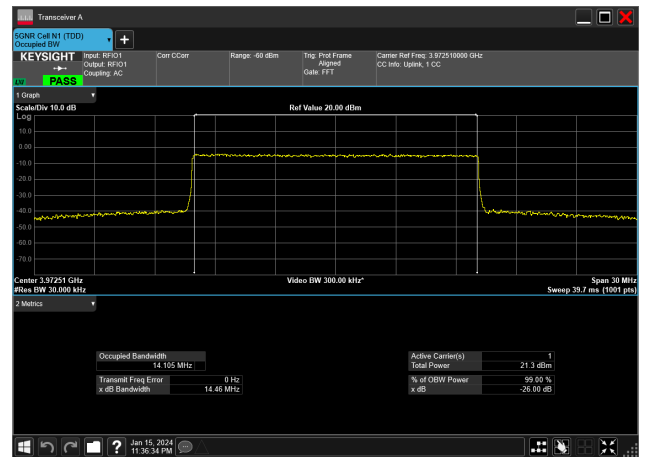 Transceiver A
5GNR Cell N1 (TDD)
Occupied BW
KEYSIGHT
LW PASS
Input: RFIO1
Output: RFIO1
Coupling: AC
Corr CCorr
Range: -60 dBm
Trig: Prot Frame
Aligned
Gate: FFT
Carrier Ref Freq: 3.972510000 GHz
CC Info: Uplink, 1 CC
1 Graph
Scale/Div 10.0 dB
Ref Value 20.00 dBm
Log
10.0
0.00
-10.0
-20.0
-30.0
-40.0
-50.0
-60.0
-70.0
Center 3.97251 GHz
Video BW 300.00 kHz*
Span 30 MHz
#Res BW 30.000 kHz
Sweep 39.7 ms (1001 pts)
2 Metrics
Occupied Bandwidth
14.105 MHz
Active Carrier(s) 1
Total Power 21.3 dBm
Transmit Freq Error 0 Hz
x dB Bandwidth 14.46 MHz
% of OBW Power 99.00 %
x dB -26.00 dB
Jan 15, 2024
11:36:34 PM